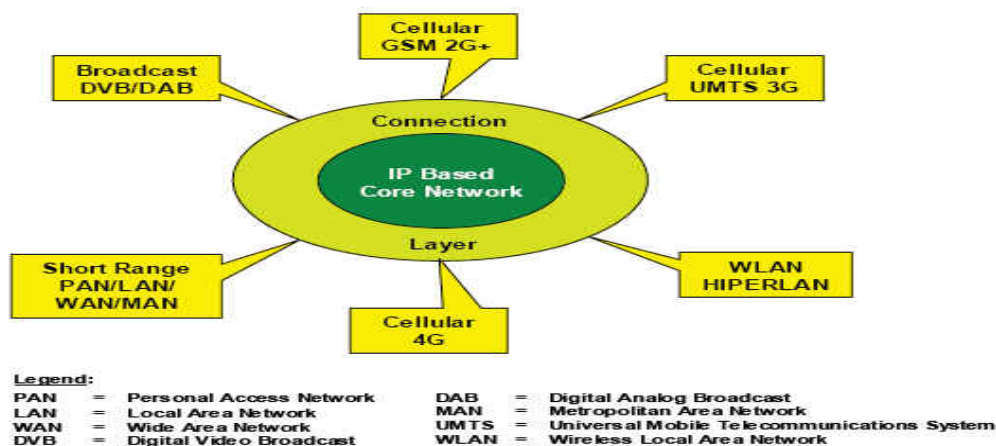 Cellular
GSM 2G+
Broadcast
DVB/DAB
Cellular
UMTS 3G
Connection
IP Based
Core Network
Layer
Short Range
PAN/LAN/
WAN/MAN
WLAN
HIPERLAN
Cellular
4G
Legend:
PAN = Personal Access Network
LAN = Local Area Network
WAN = Wide Area Network
DVB = Digital Video Broadcast
DAB = Digital Analog Broadcast
MAN = Metropolitan Area Network
UMTS = Universal Mobile Telecommunications System
WLAN = Wireless Local Area Network